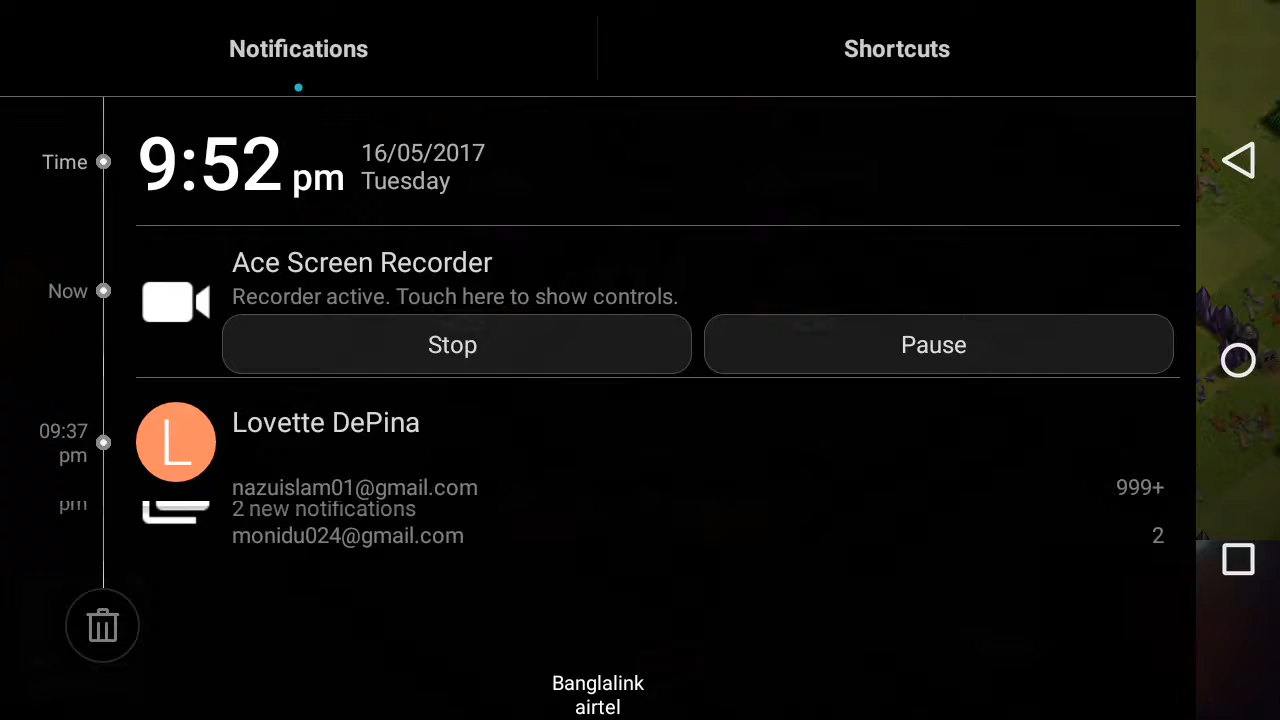 Notifications
Shortcuts
Time
9:52 pm
16/05/2017
Tuesday
Now
Ace Screen Recorder
Recorder active. Touch here to show controls.
Stop
Pause
09:37
pm
L
Lovette DePina
nazuislam01@gmail.com
999+
pm
2 new notifications
monidu024@gmail.com
2
Banglalink
airtel